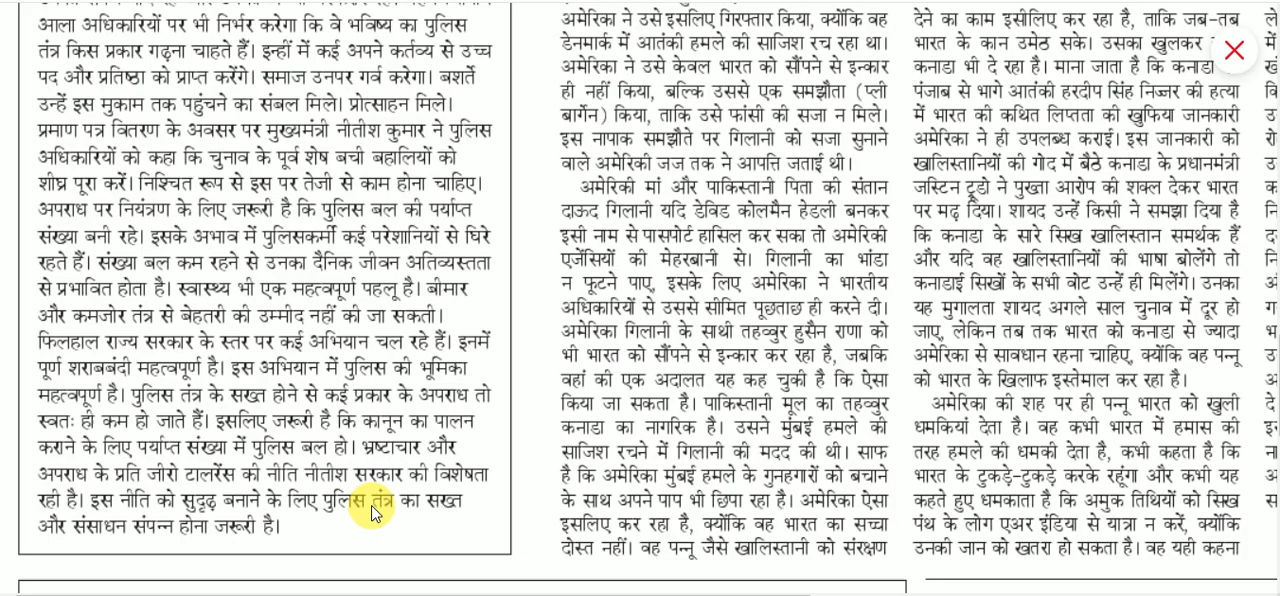 आला अधिकारियों पर भी निर्भर करेगा कि वे भविष्य का पुलिस
तंत्र किस प्रकार गढ़ना चाहते हैं। इन्हीं में कई अपने कर्तव्य से उच्च
पद और प्रतिष्ठा को प्राप्त करेंगे। समाज उनपर गर्व करेगा। बशर्ते
उन्हें इस मुकाम तक पहुंचने का संबल मिले। प्रोत्साहन मिले।
प्रमाण पत्र वितरण के अवसर पर मुख्यमंत्री नीतीश कुमार ने पुलिस
अधिकारियों को कहा कि चुनाव के पूर्व शेष बची बहालियों को
शीघ्र पूरा करें। निश्चित रूप से इस पर तेजी से काम होना चाहिए।
अपराध पर नियंत्रण के लिए जरूरी है कि पुलिस बल की पर्याप्त
संख्या बनी रहे। इसके अभाव में पुलिसकर्मी कई परेशानियों से घिरे
रहते हैं। संख्या बल कम रहने से उनका दैनिक जीवन अतिव्यस्तता
से प्रभावित होता है। स्वास्थ्य भी एक महत्वपूर्ण पहलू है। बीमार
और कमजोर तंत्र से बेहतरी की उम्मीद नहीं की जा सकती।
फिलहाल राज्य सरकार के स्तर पर कई अभियान चल रहे हैं। इनमें
पूर्ण शराबबंदी महत्वपूर्ण है। इस अभियान में पुलिस की भूमिका
महत्वपूर्ण है। पुलिस तंत्र के सख्त होने से कई प्रकार के अपराध तो
स्वतः ही कम हो जाते हैं। इसलिए जरूरी है कि कानून का पालन
कराने के लिए पर्याप्त संख्या में पुलिस बल हो। भ्रष्टाचार और
अपराध के प्रति जीरो टालरेंस की नीति नीतीश सरकार की विशेषता
रही है। इस नीति को सुदृढ़ बनाने के लिए पुलिस तंत्र का सख्त
और संसाधन संपन्न होना जरूरी है।
अमेरिका ने उसे इसलिए गिरफ्तार किया, क्योंकि वह
डेनमार्क में आतंकी हमले की साजिश रच रहा था।
अमेरिका ने उसे केवल भारत को सौंपने से इन्कार
ही नहीं किया, बल्कि उससे एक समझौता (प्ली
बार्गेन) किया, ताकि उसे फांसी की सजा न मिले।
इस नापाक समझौते पर गिलानी को सजा सुनाने
वाले अमेरिकी जज तक ने आपत्ति जताई थी।
अमेरिकी मां और पाकिस्तानी पिता की संतान
दाऊद गिलानी यदि डेविड कोलमैन हेडली बनकर
इसी नाम से पासपोर्ट हासिल कर सका तो अमेरिकी
एजेंसियों की मेहरबानी से। गिलानी का भांडा
न फूटने पाए, इसके लिए अमेरिका ने भारतीय
अधिकारियों से उससे सीमित पूछताछ ही करने दी।
अमेरिका गिलानी के साथी तहव्वुर हुसैन राणा को
भी भारत को सौंपने से इन्कार कर रहा है, जबकि
वहां की एक अदालत यह कह चुकी है कि ऐसा
किया जा सकता है। पाकिस्तानी मूल का तहव्वुर
कनाडा का नागरिक है। उसने मुंबई हमले की
साजिश रचने में गिलानी की मदद की थी। साफ
है कि अमेरिका मुंबई हमले के गुनहगारों को बचाने
के साथ अपने पाप भी छिपा रहा है। अमेरिका ऐसा
इसलिए कर रहा है, क्योंकि वह भारत का सच्चा
दोस्त नहीं। वह पन्नू जैसे खालिस्तानी को संरक्षण
देने का काम इसीलिए कर रहा है, ताकि जब-तब
भारत के कान उमेठ सके। उसका खुलकर
कनाडा भी दे रहा है। माना जाता है कि कनाडा
पंजाब से भागे आतंकी हरदीप सिंह निज्जर की हत्या
में भारत की कथित लिप्तता की खुफिया जानकारी
अमेरिका ने ही उपलब्ध कराई। इस जानकारी को
खालिस्तानियों की गोद में बैठे कनाडा के प्रधानमंत्री
जस्टिन ट्रूडो ने पुख्ता आरोप की शक्ल देकर भारत
पर मढ़ दिया। शायद उन्हें किसी ने समझा दिया है
कि कनाडा के सारे सिख खालिस्तान समर्थक हैं
और यदि वह खालिस्तानियों की भाषा बोलेंगे तो
कनाडाई सिखों के सभी वोट उन्हें ही मिलेंगे। उनका
यह मुगालता शायद अगले साल चुनाव में दूर हो
जाए, लेकिन तब तक भारत को कनाडा से ज्यादा
अमेरिका से सावधान रहना चाहिए, क्योंकि वह पन्नू
को भारत के खिलाफ इस्तेमाल कर रहा है।
अमेरिका की शह पर ही पन्नू भारत को खुली
धमकियां देता है। वह कभी भारत में हमास की
तरह हमले की धमकी देता है, कभी कहता है कि
भारत के टुकड़े-टुकड़े करके रहूंगा और कभी यह
कहते हुए धमकाता है कि अमुक तिथियों को सिख
पंथ के लोग एअर इंडिया से यात्रा न करें, क्योंकि
उनकी जान को खतरा हो सकता है। वह यही कहना